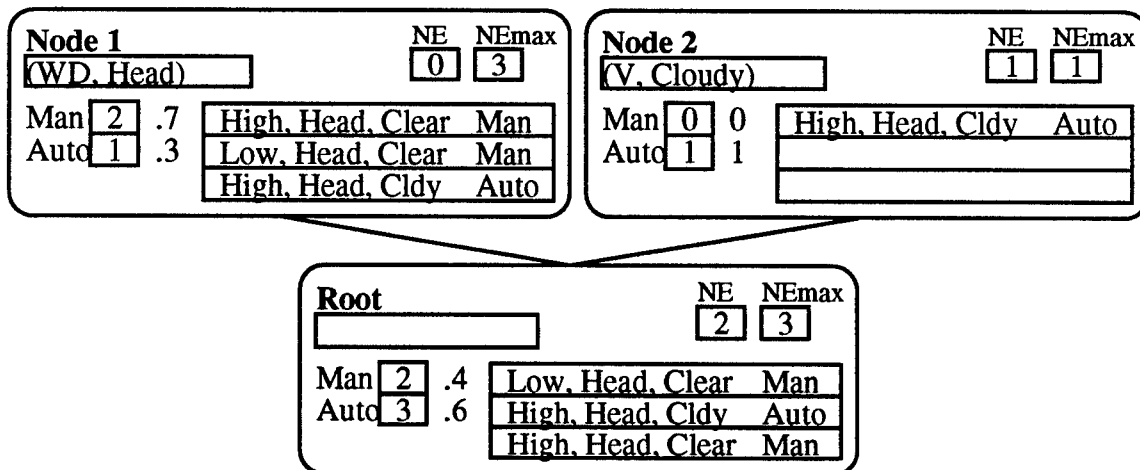 Node 1 NE NEmax
(WD, Head) 0 3
Man 2 .7 High, Head, Clear Man
Auto 1 .3 Low, Head, Clear Man
High, Head, Cldy Auto
Node 2 NE NEmax
(V, Cloudy) 1 1
Man 0 0 High, Head, Cldy Auto
Auto 1 1
Root NE NEmax
2 3
Man 2 .4 Low, Head, Clear Man
Auto 3 .6 High, Head, Cldy Auto
High, Head, Clear Man